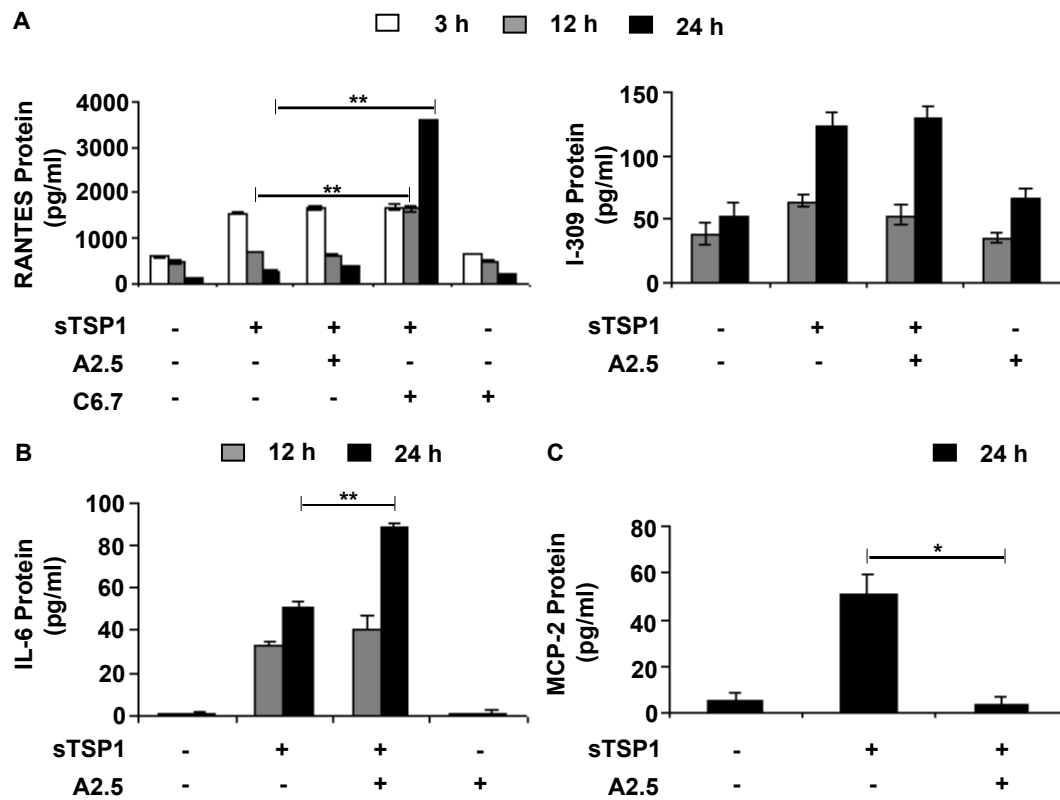 A
3 h 12 h 24 h
RANTES Protein
(pg/ml)
4000
3000
2000
1000
0
**
**
sTSP1 - + + + -
A2.5 - - + - -
C6.7 - - - + +
I-309 Protein
(pg/ml)
150
100
50
0
- + + -
A2.5 - - + +
B
12 h 24 h
IL-6 Protein
(pg/ml)
100
80
60
40
20
0
**
sTSP1 - + + -
A2.5 - - + +
C
24 h
MCP-2 Protein
(pg/ml)
80
60
40
20
0
*
sTSP1 - + +
A2.5 - - +